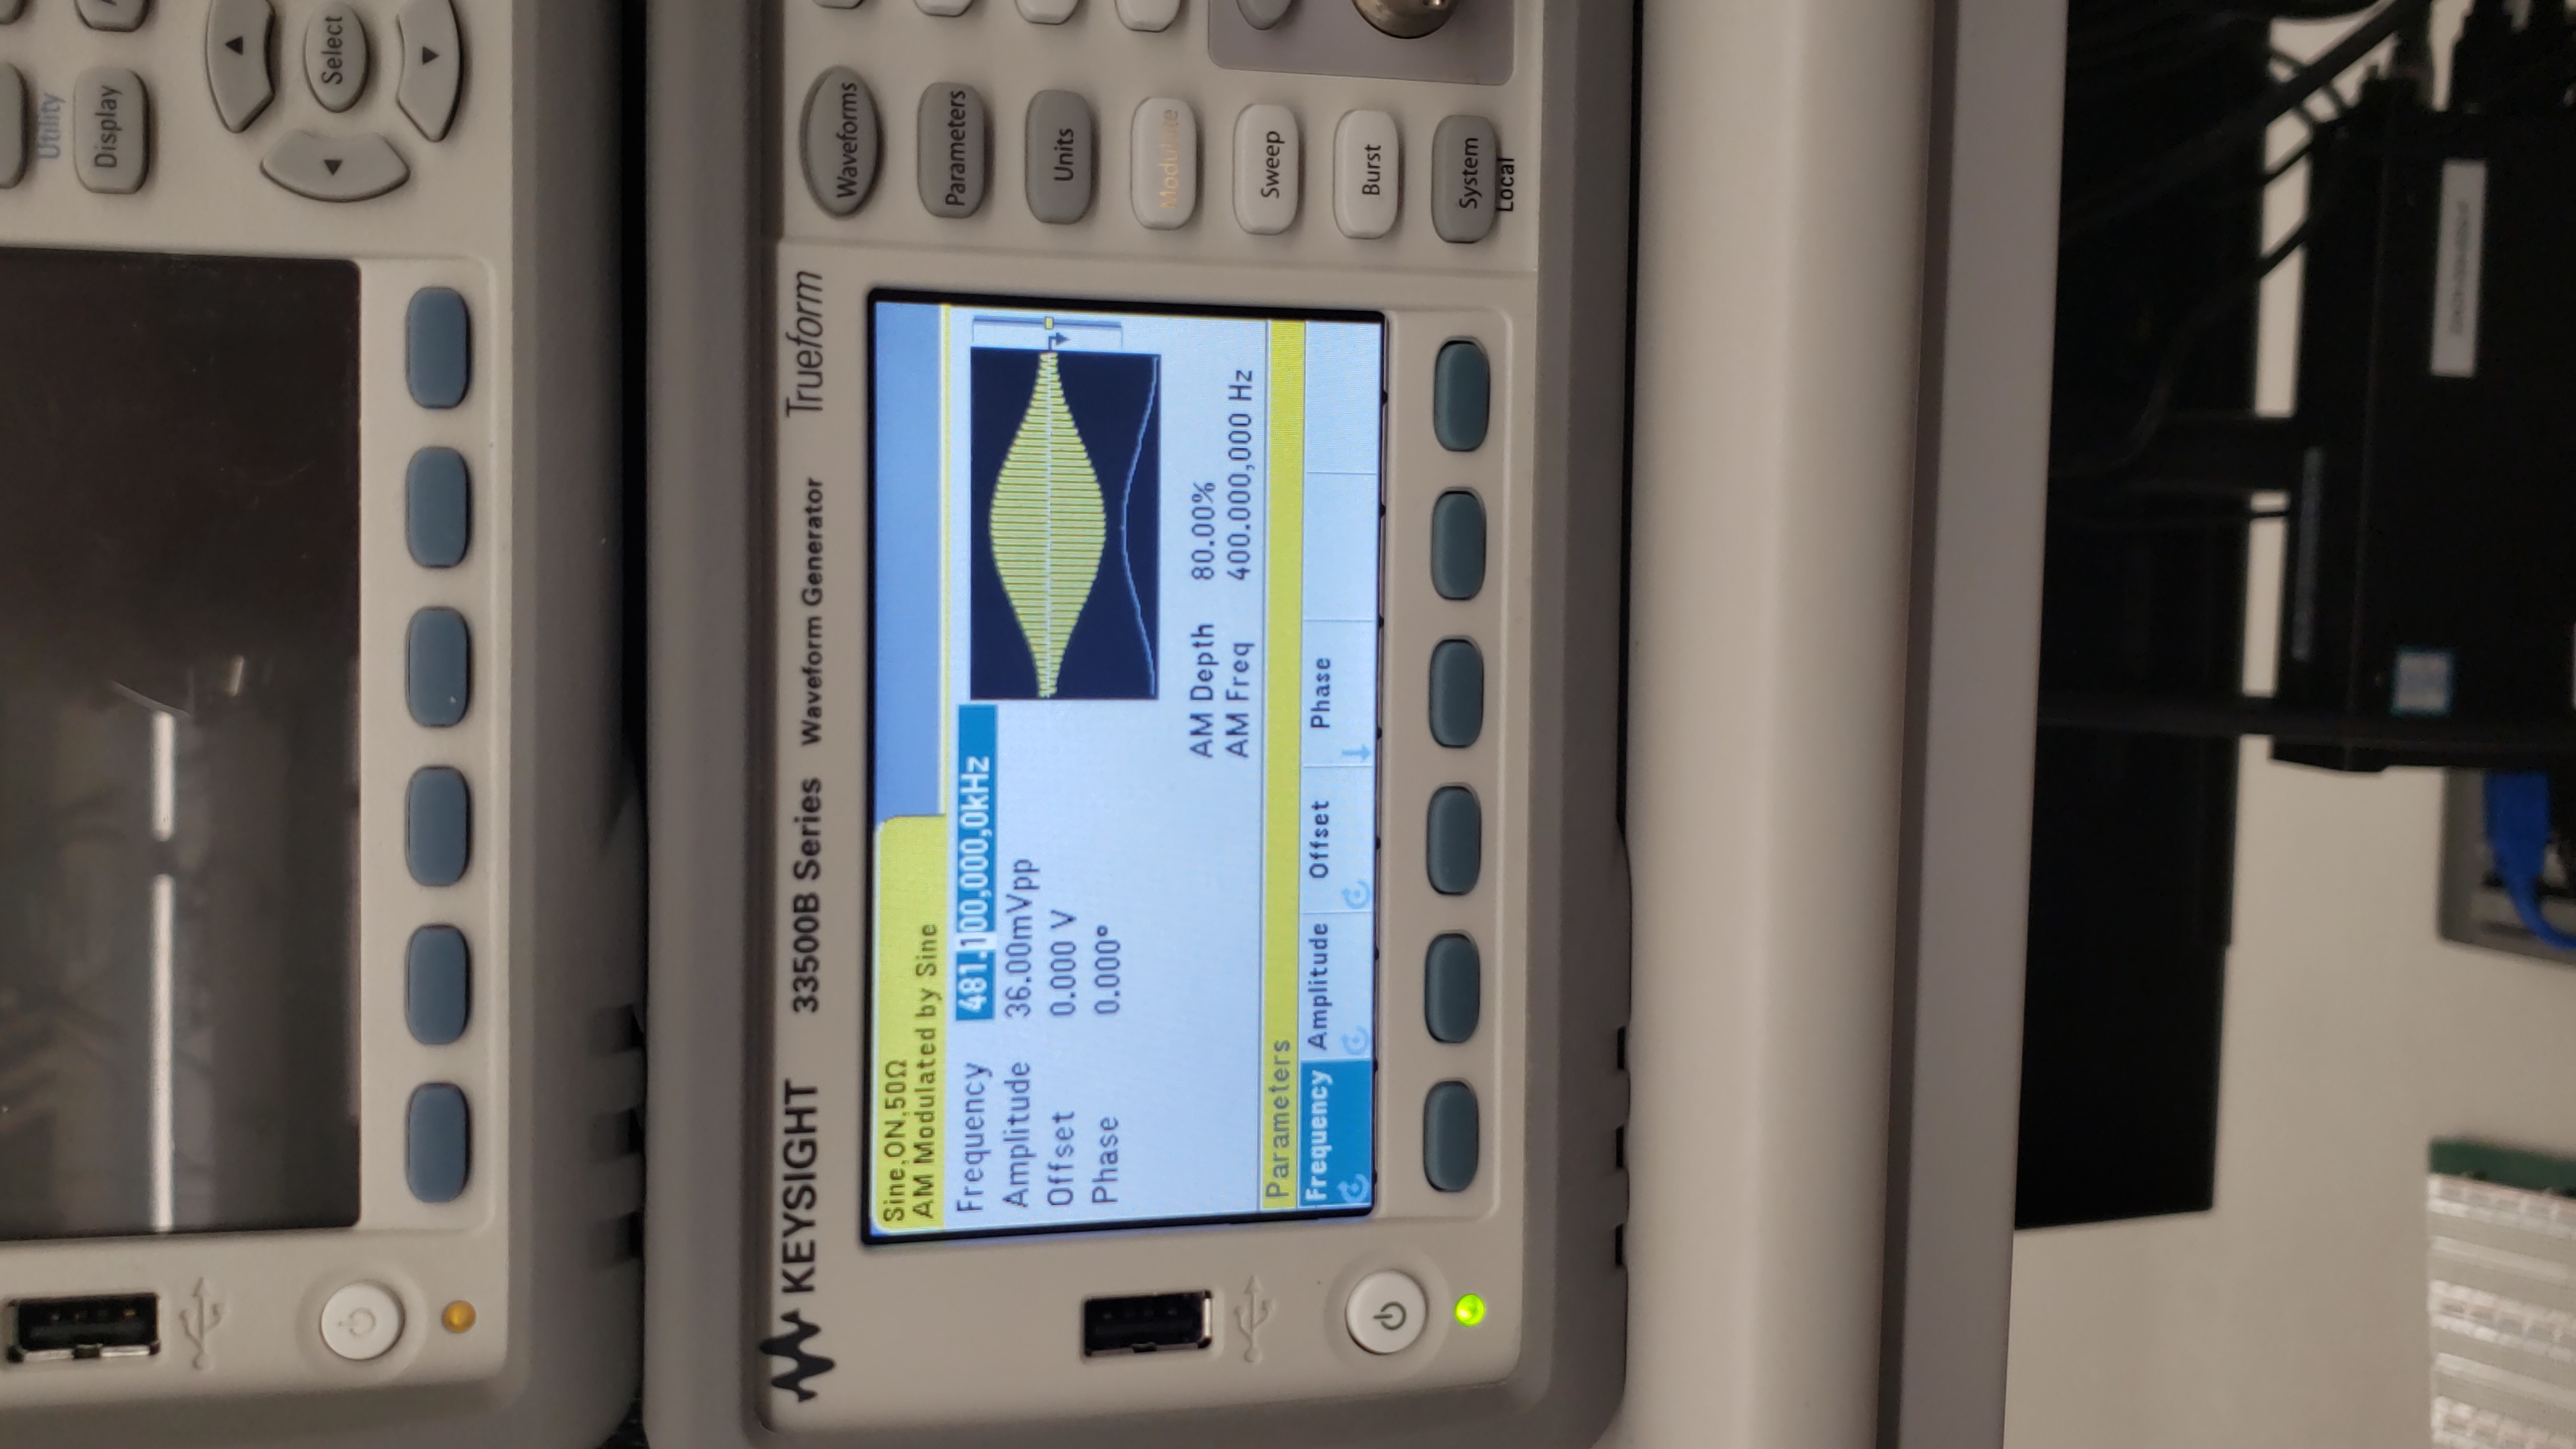 Utility
Display
Select
KEYSIGHT 33500B Series Waveform Generator Trueform
Sine,ON,50Ω
AM Modulated by Sine
Frequency 481.100,000,0kHz
Amplitude 36.00mVpp
Offset 0.000 V
Phase 0.000°
AM Depth 80.00%
AM Freq 400.000,000 Hz
Parameters
Frequency Amplitude Offset Phase
Waveforms
Parameters
Units
Modulate
Sweep
Burst
System
Local